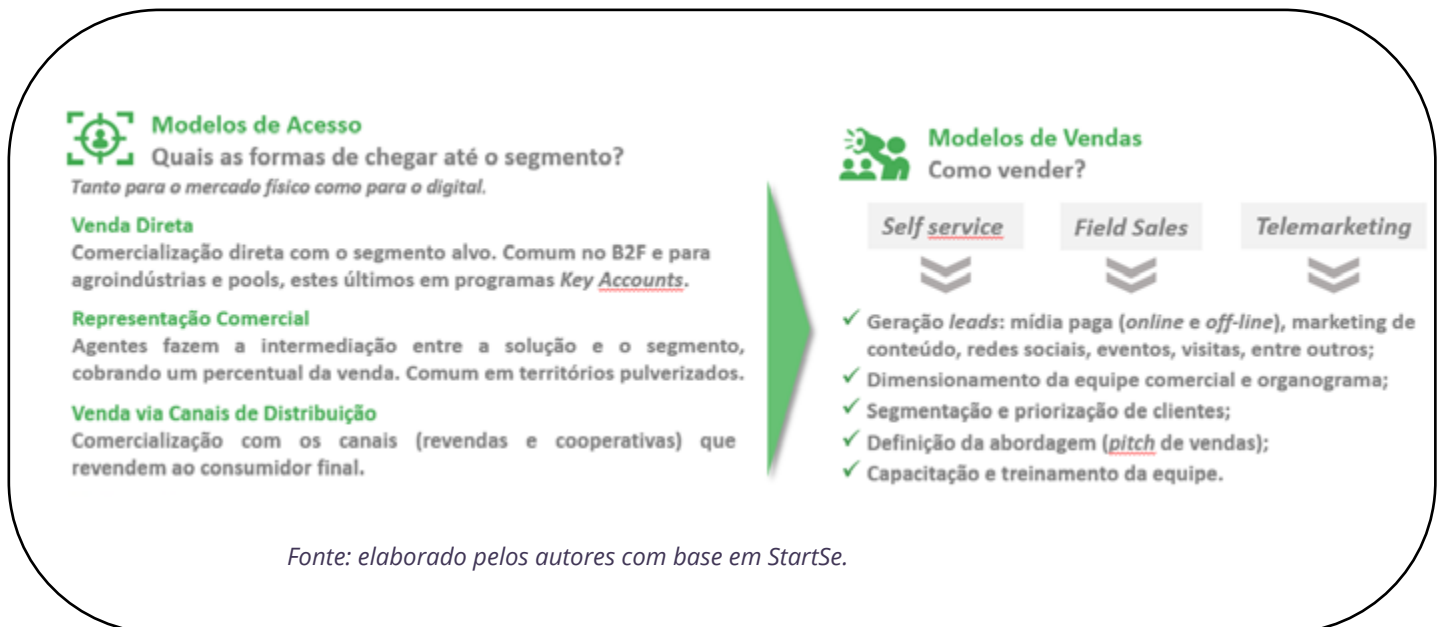 Modelos de Acesso
Quais as formas de chegar até o segmento?
Tanto para o mercado físico como para o digital.
Venda Direta
Comercialização direta com o segmento alvo. Comum no B2F e para
agroindústrias e pools, estes últimos em programas Key Accounts.
Representação Comercial
Agentes fazem a intermediação entre a solução e o segmento,
cobrando um percentual da venda. Comum em territórios pulverizados.
Venda via Canais de Distribuição
Comercialização com os canais (revendas e cooperativas) que
revendem ao consumidor final.
Modelos de Vendas
Como vender?
Self service
Field Sales
Telemarketing
✓ Geração leads: mídia paga (online e off-line), marketing de
conteúdo, redes sociais, eventos, visitas, entre outros;
✓ Dimensionamento da equipe comercial e organograma;
✓ Segmentação e priorização de clientes;
✓ Definição da abordagem (pitch de vendas);
✓ Capacitação e treinamento da equipe.
Fonte: elaborado pelos autores com base em StartSe.